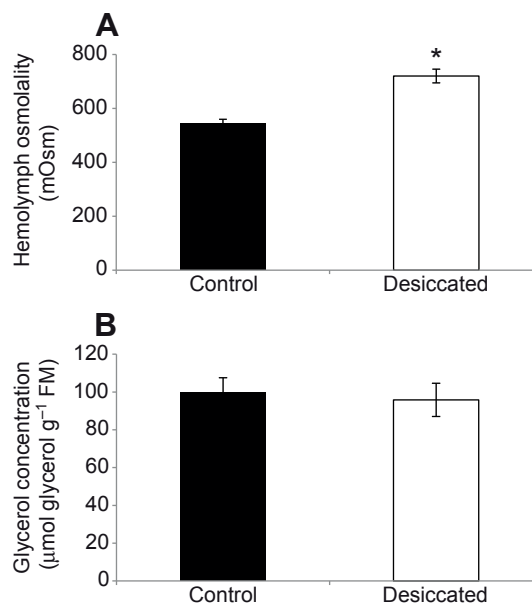 A
Hemolymph osmolality
(mOsm)
800
600
400
200
0
*
Control
Desiccated
B
Glycerol concentration
(μmol glycerol g⁻¹ FM)
120
100
80
60
40
20
0
Control
Desiccated